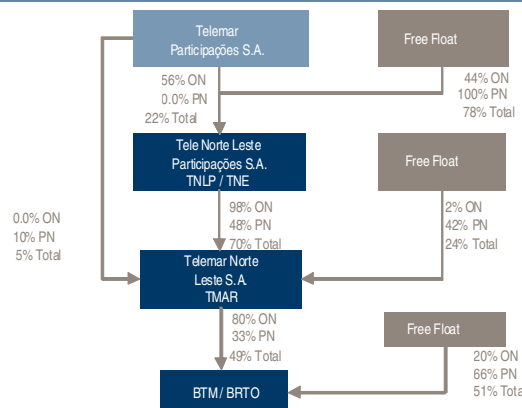 Telemar
Participações S.A.
Free Float
56% ON
0.0% PN
22% Total
44% ON
100% PN
78% Total
Tele Norte Leste
Participações S.A.
TNLP / TNE
Free Float
0.0% ON
10% PN
5% Total
98% ON
48% PN
70% Total
2% ON
42% PN
24% Total
Telemar Norte
Leste S.A.
TMAR
80% ON
33% PN
49% Total
Free Float
20% ON
66% PN
51% Total
BTM / BRTO